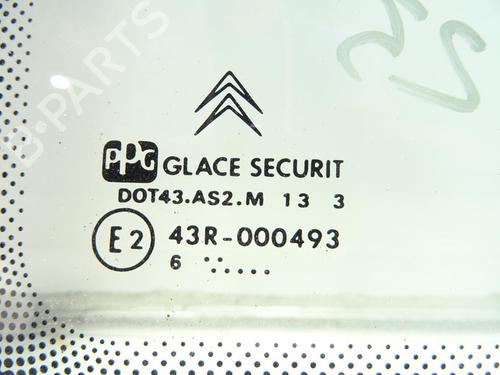 B-PARTS
PPG GLACE SECURIT
DOT43.AS2.M 13 3
E2 43R-000493
6 ··.....